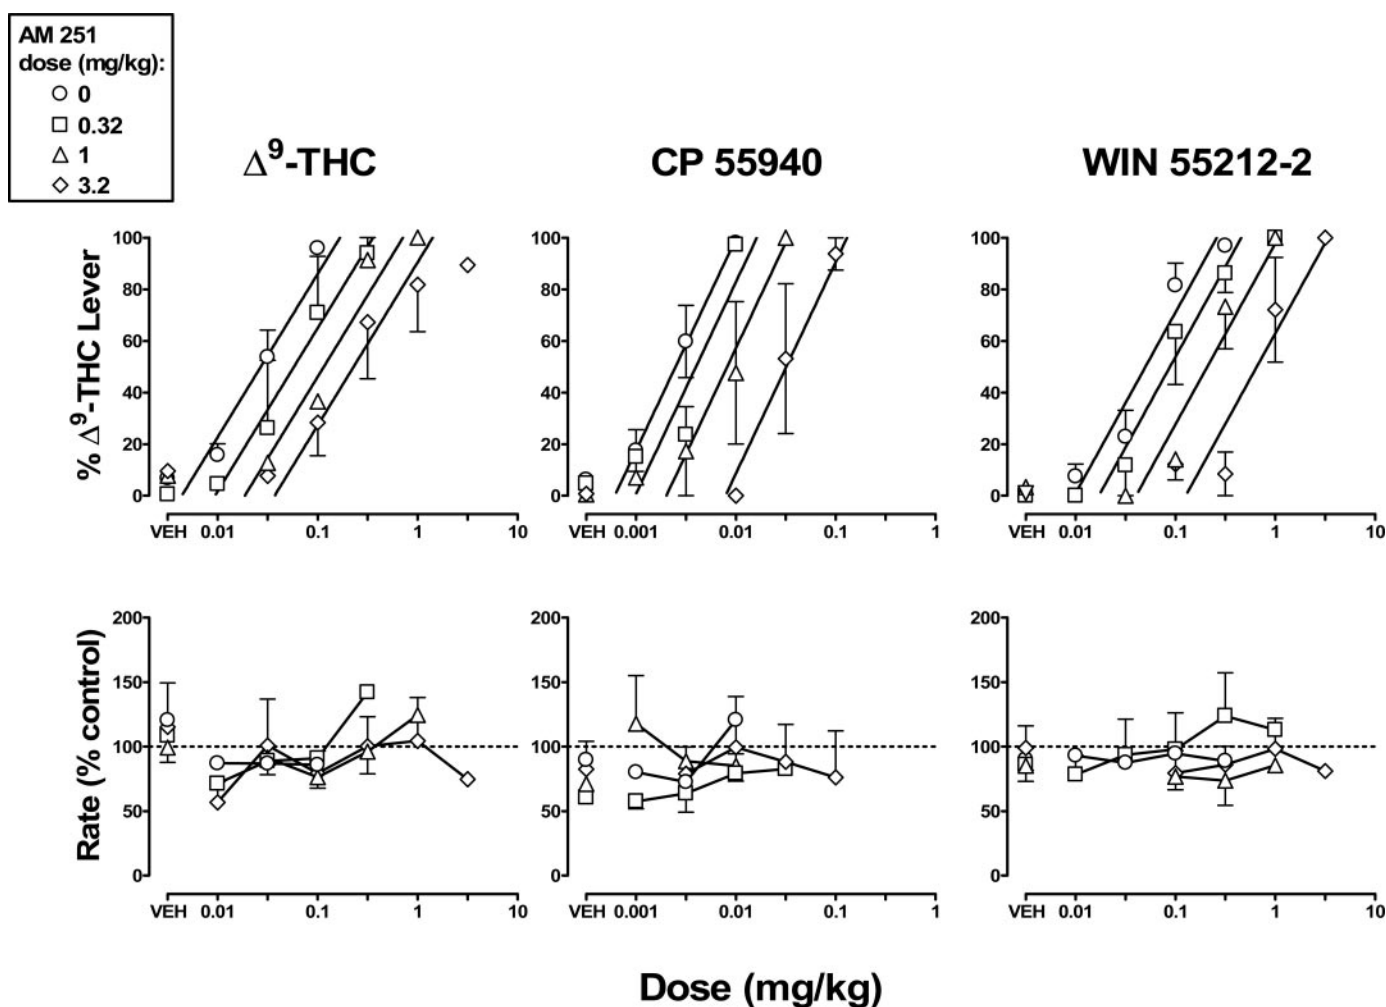 AM 251
dose (mg/kg):
0
0.32
1
3.2
Δ⁹-THC
CP 55940
WIN 55212-2
% Δ⁹-THC Lever
100
80
60
40
20
0
VEH 0.01 0.1 1 10
100
80
60
40
20
0
VEH 0.001 0.01 0.1 1
100
80
60
40
20
0
VEH 0.01 0.1 1 10
Rate (% control)
200
150
100
50
0
VEH 0.01 0.1 1 10
200
150
100
50
0
VEH 0.001 0.01 0.1 1
200
150
100
50
0
VEH 0.01 0.1 1 10
Dose (mg/kg)